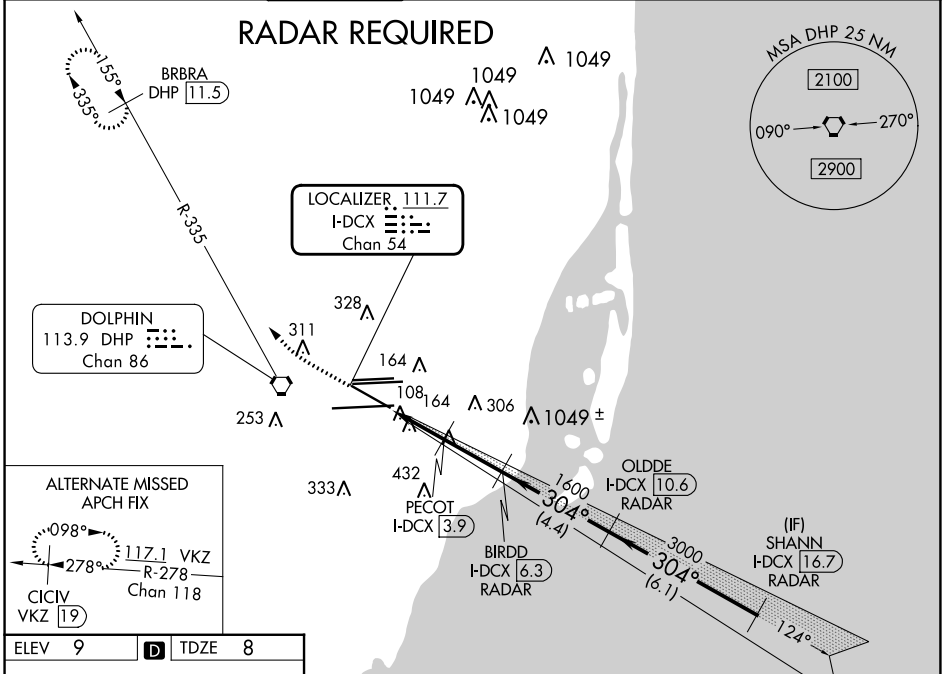 RADAR REQUIRED
155°
335°
BRBRA
DHP 11.5
R-335
1049
1049
1049
1049
MSA DHP 25 NM
2100
090°
270°
2900
LOCALIZER 111.7
I-DCX
Chan 54
DOLPHIN
113.9 DHP
Chan 86
328
311
164
108
164
306
1049 ±
253
333
432
PECOT
I-DCX 3.9
BIRDD
I-DCX 6.3
RADAR
OLDDE
I-DCX 10.6
RADAR
1600
304°
(4.4)
3000
304°
(6.1)
(IF)
SHANN
I-DCX 16.7
RADAR
124°
ALTERNATE MISSED
APCH FIX
098°
278°
117.1 VKZ
R-278
Chan 118
CICIV
VKZ 19
ELEV 9
D
TDZE 8